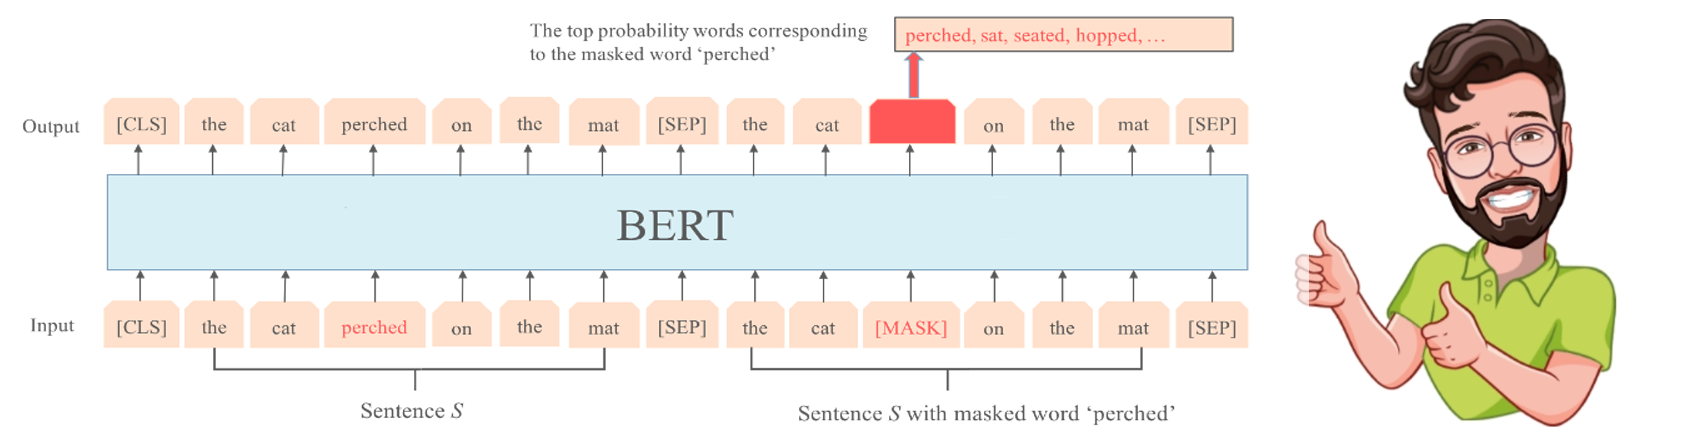 The top probability words corresponding
to the masked word ‘perched’
perched, sat, seated, hopped, …
Output
[CLS] the cat perched on the mat [SEP] the cat on the mat [SEP]
BERT
Input
[CLS] the cat perched on the mat [SEP] the cat [MASK] on the mat [SEP]
Sentence S
Sentence S with masked word ‘perched’